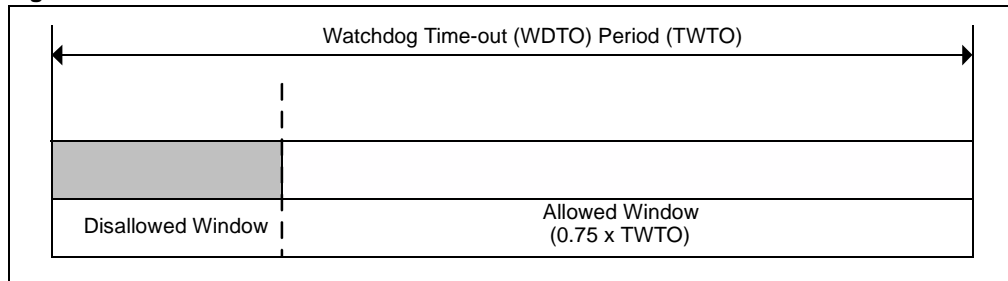 Watchdog Time-out (WDTO) Period (TWTO)
Disallowed Window
Allowed Window
(0.75 x TWTO)